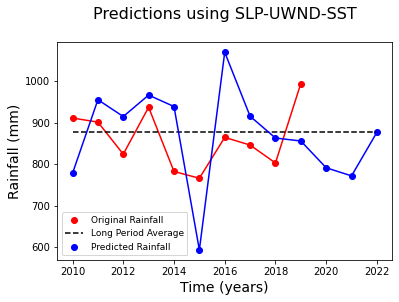 Predictions using SLP-UWND-SST
Rainfall (mm)
1000
900
800
700
600
Original Rainfall
Long Period Average
Predicted Rainfall
2010 2012 2014 2016 2018 2020 2022
Time (years)